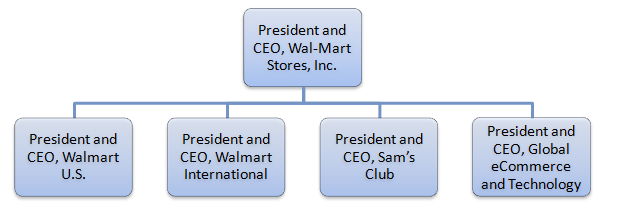 President and
CEO, Wal-Mart
Stores, Inc.
President and
CEO, Walmart
U.S.
President and
CEO, Walmart
International
President and
CEO, Sam's
Club
President and
CEO, Global
eCommerce
and Technology